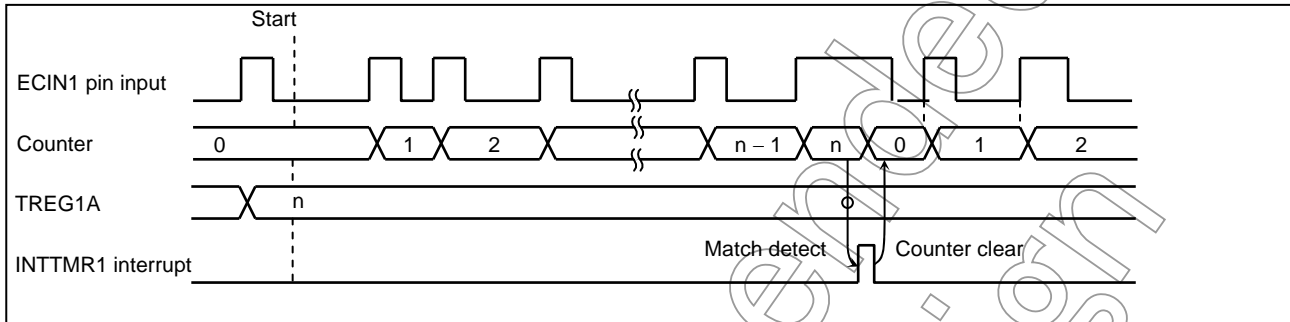 Start
ECIN1 pin input
Counter
0 1 2 n − 1 n 0 1 2
TREG1A
n
Match detect Counter clear
INTTMR1 interrupt